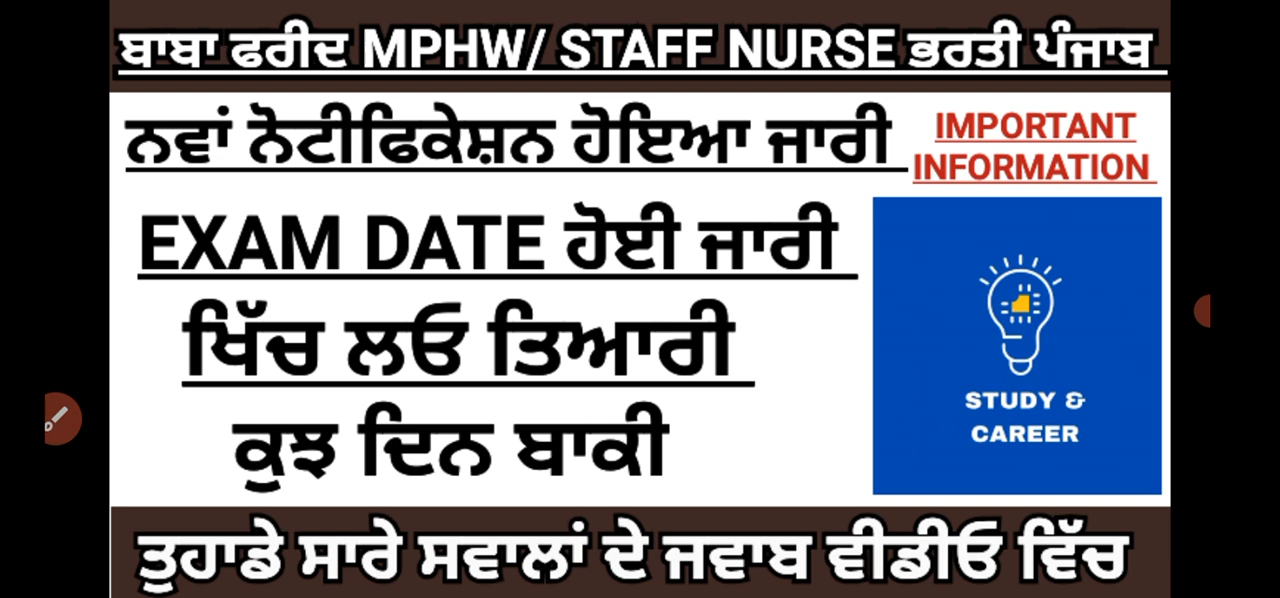 ਬਾਬਾ ਫਰੀਦ MPHW/ STAFF NURSE ਭਰਤੀ ਪੰਜਾਬ
ਨਵਾਂ ਨੋਟੀਫਿਕੇਸ਼ਨ ਹੋਇਆ ਜਾਰੀ
IMPORTANT
INFORMATION
EXAM DATE ਹੋਈ ਜਾਰੀ
ਖਿੱਚ ਲਓ ਤਿਆਰੀ
ਕੁਝ ਦਿਨ ਬਾਕੀ
STUDY &
CAREER
ਤੁਹਾਡੇ ਸਾਰੇ ਸਵਾਲਾਂ ਦੇ ਜਵਾਬ ਵੀਡੀਓ ਵਿੱਚ